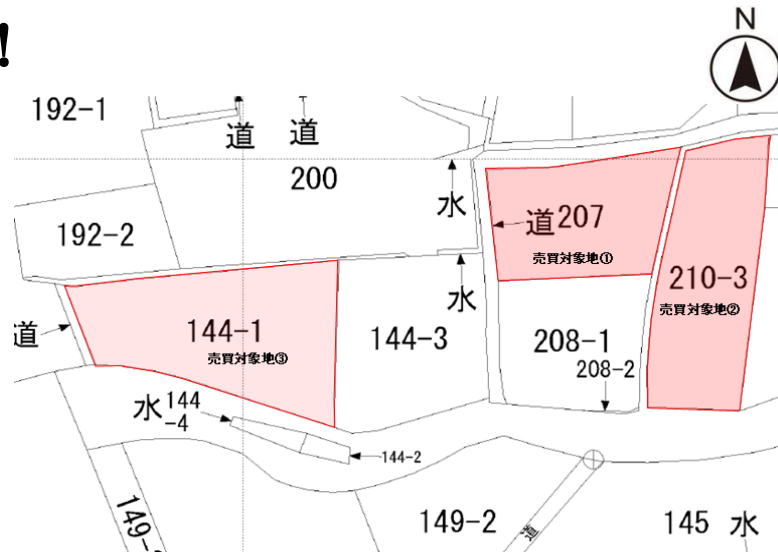 !
N
192-1
道
道
200
水
192-2
道207
売買対象地①
水
210-3
売買対象地②
道
144-1
売買対象地③
144-3
208-1
208-2
水144
-4
144-2
149-2
道
145 水